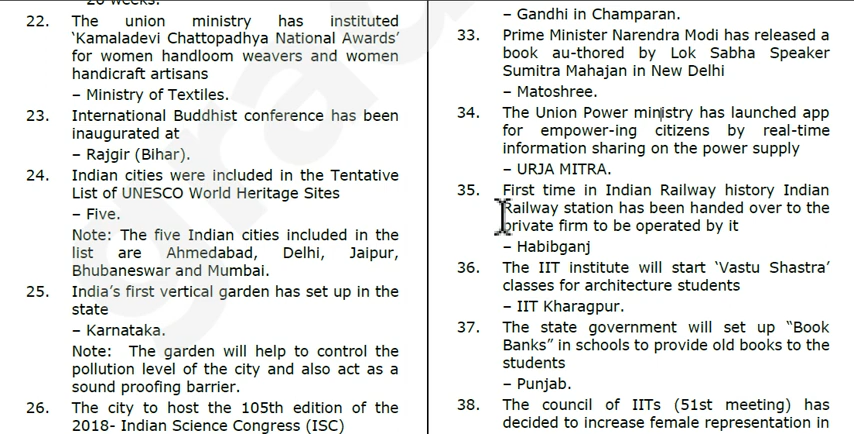 22. The union ministry has instituted
‘Kamaladevi Chattopadhya National Awards’
for women handloom weavers and women
handicraft artisans
– Ministry of Textiles.
23. International Buddhist conference has been
inaugurated at
– Rajgir (Bihar).
24. Indian cities were included in the Tentative
List of UNESCO World Heritage Sites
– Five.
Note: The five Indian cities included in the
list are Ahmedabad, Delhi, Jaipur,
Bhubaneswar and Mumbai.
25. India’s first vertical garden has set up in the
state
– Karnataka.
Note: The garden will help to control the
pollution level of the city and also act as a
sound proofing barrier.
26. The city to host the 105th edition of the
2018- Indian Science Congress (ISC)
– Gandhi in Champaran.
33. Prime Minister Narendra Modi has released a
book au-thored by Lok Sabha Speaker
Sumitra Mahajan in New Delhi
– Matoshree.
34. The Union Power ministry has launched app
for empower-ing citizens by real-time
information sharing on the power supply
– URJA MITRA.
35. First time in Indian Railway history Indian
Railway station has been handed over to the
private firm to be operated by it
– Habibganj
36. The IIT institute will start ‘Vastu Shastra’
classes for architecture students
– IIT Kharagpur.
37. The state government will set up “Book
Banks” in schools to provide old books to the
students
– Punjab.
38. The council of IITs (51st meeting) has
decided to increase female representation in